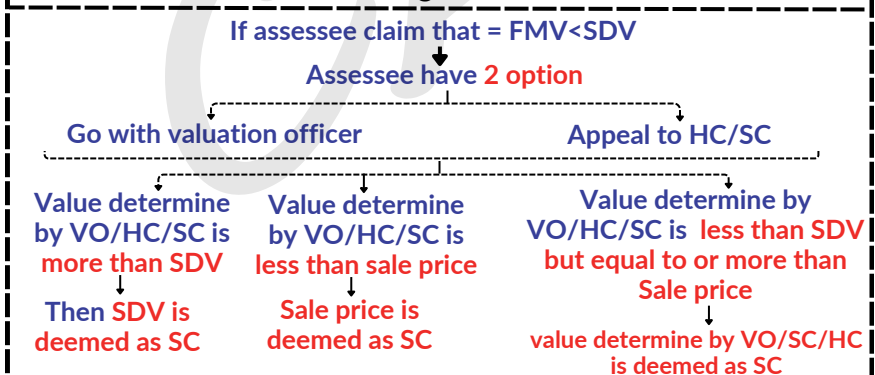 If assessee claim that = FMV<SDV
Assessee have 2 option
Go with valuation officer
Appeal to HC/SC
Value determine
by VO/HC/SC is
more than SDV
Then SDV is
deemed as SC
Value determine
by VO/HC/SC is
less than sale price
Sale price is
deemed as SC
Value determine by
VO/HC/SC is less than SDV
but equal to or more than
Sale price
value determine by VO/SC/HC
is deemed as SC